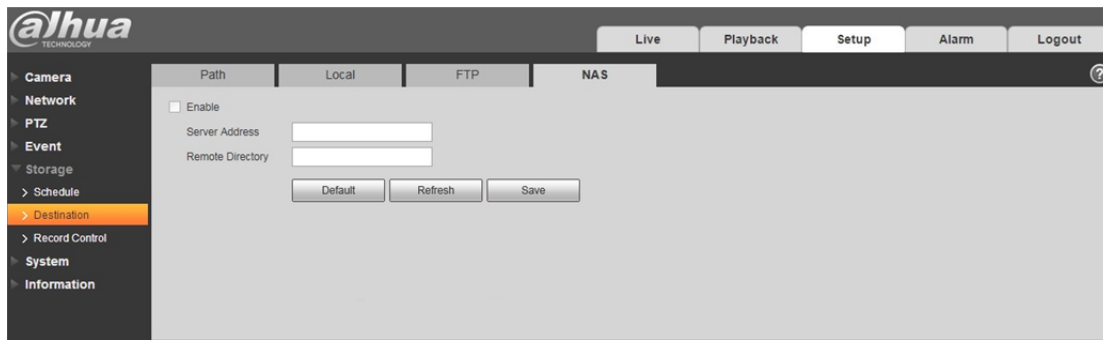 alhua
TECHNOLOGY
Live Playback Setup Alarm Logout
Camera
Network
PTZ
Event
Storage
> Schedule
> Destination
> Record Control
System
Information
Path Local FTP NAS
?
Enable
Server Address
Remote Directory
Default Refresh Save